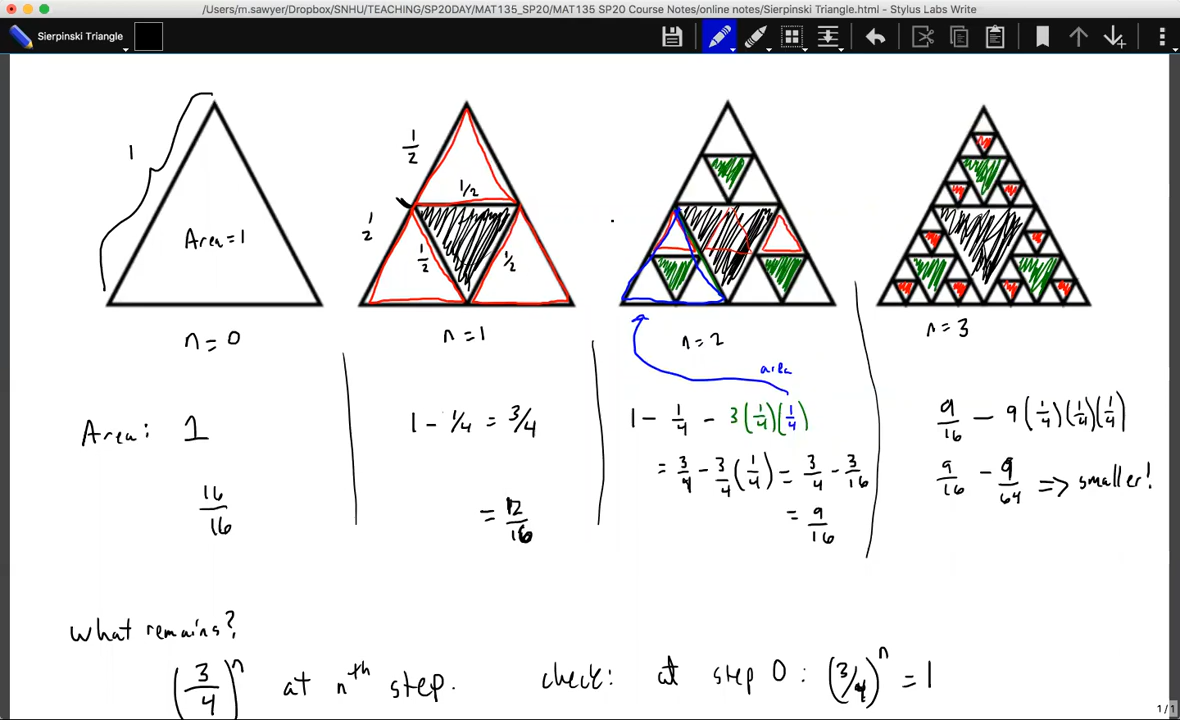 /Users/m.sawyer/Dropbox/SNHU/TEACHING/SP20DAY/MAT135_SP20/MAT135 SP20 Course Notes/online notes/Sierpinski Triangle.html - Stylus Labs Write
Sierpinski Triangle
1
Area = 1
n = 0
1/2
1/2
1/2
1/2
1/2
n = 1
n = 2
n = 3
area
Area: 1
16/16
1 - 1/4 = 3/4
= 12/16
1 - 1/4 - 3(1/4)(1/4)
= 3/4 - 3/4(1/4) = 3/4 - 3/16
= 9/16
9/16 - 9(1/4)(1/4)(1/4)
9/16 - 9/64 => smaller!
What remains?
(3/4)^n at n^th step.
check: at step 0 : (3/4)^n = 1
1/1